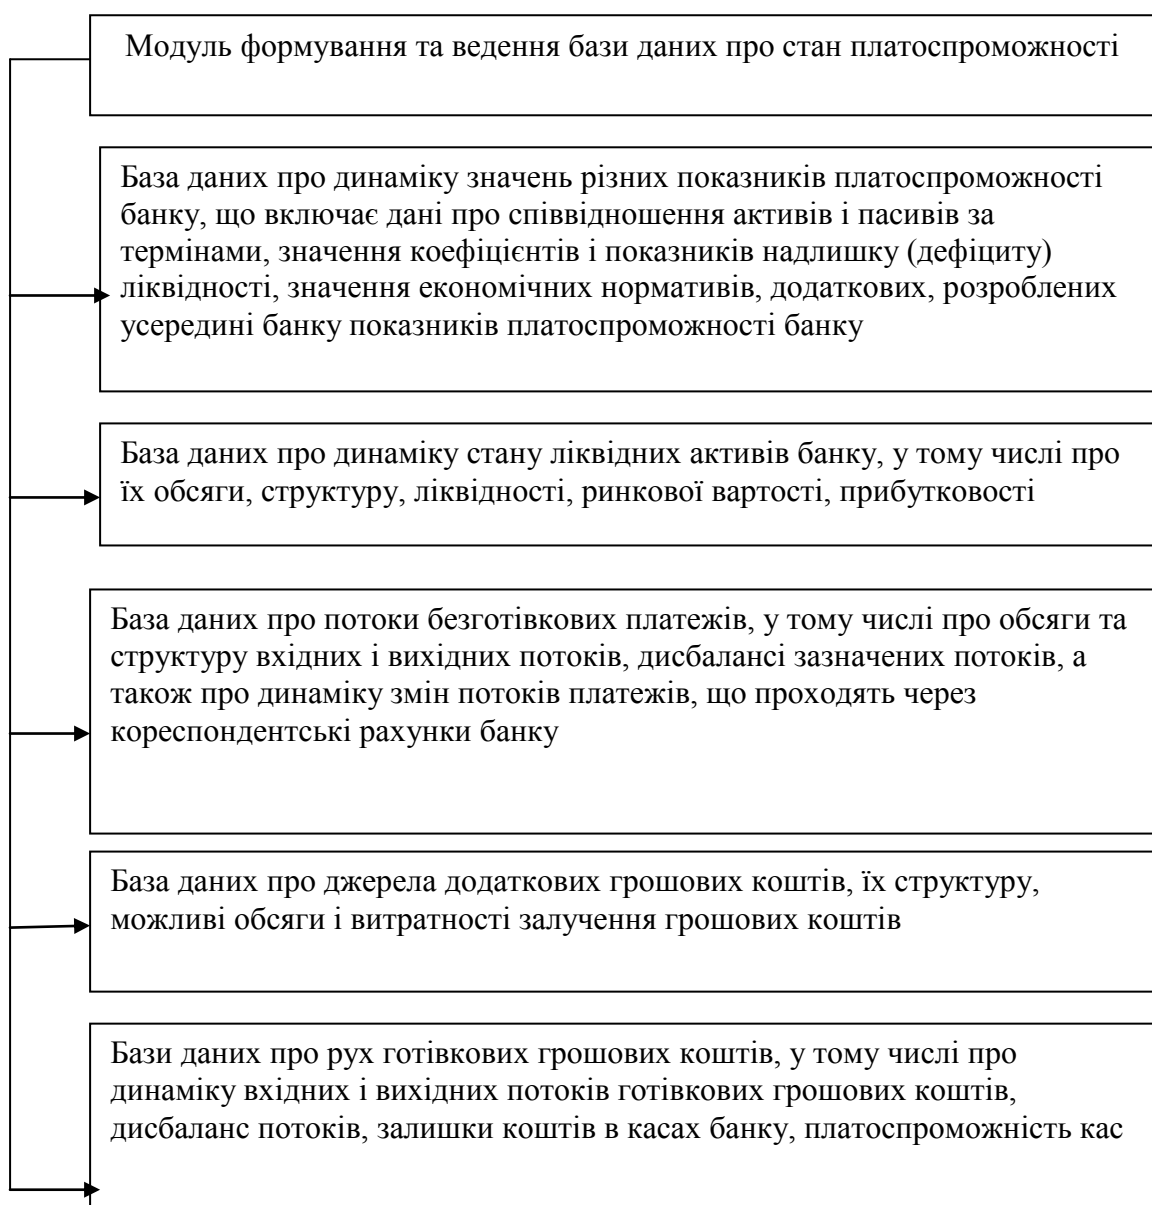 Модуль формування та ведення бази даних про стан платоспроможності
База даних про динаміку значень різних показників платоспроможності
банку, що включає дані про співвідношення активів і пасивів за
термінами, значення коефіцієнтів і показників надлишку (дефіциту)
ліквідності, значення економічних нормативів, додаткових, розроблених
усередині банку показників платоспроможності банку
База даних про динаміку стану ліквідних активів банку, у тому числі про
їх обсяги, структуру, ліквідності, ринкової вартості, прибутковості
База даних про потоки безготівкових платежів, у тому числі про обсяги та
структуру вхідних і вихідних потоків, дисбалансі зазначених потоків, а
також про динаміку змін потоків платежів, що проходять через
кореспондентські рахунки банку
База даних про джерела додаткових грошових коштів, їх структуру,
можливі обсяги і витратності залучення грошових коштів
Бази даних про рух готівкових грошових коштів, у тому числі про
динаміку вхідних і вихідних потоків готівкових грошових коштів,
дисбаланс потоків, залишки коштів в касах банку, платоспроможність кас